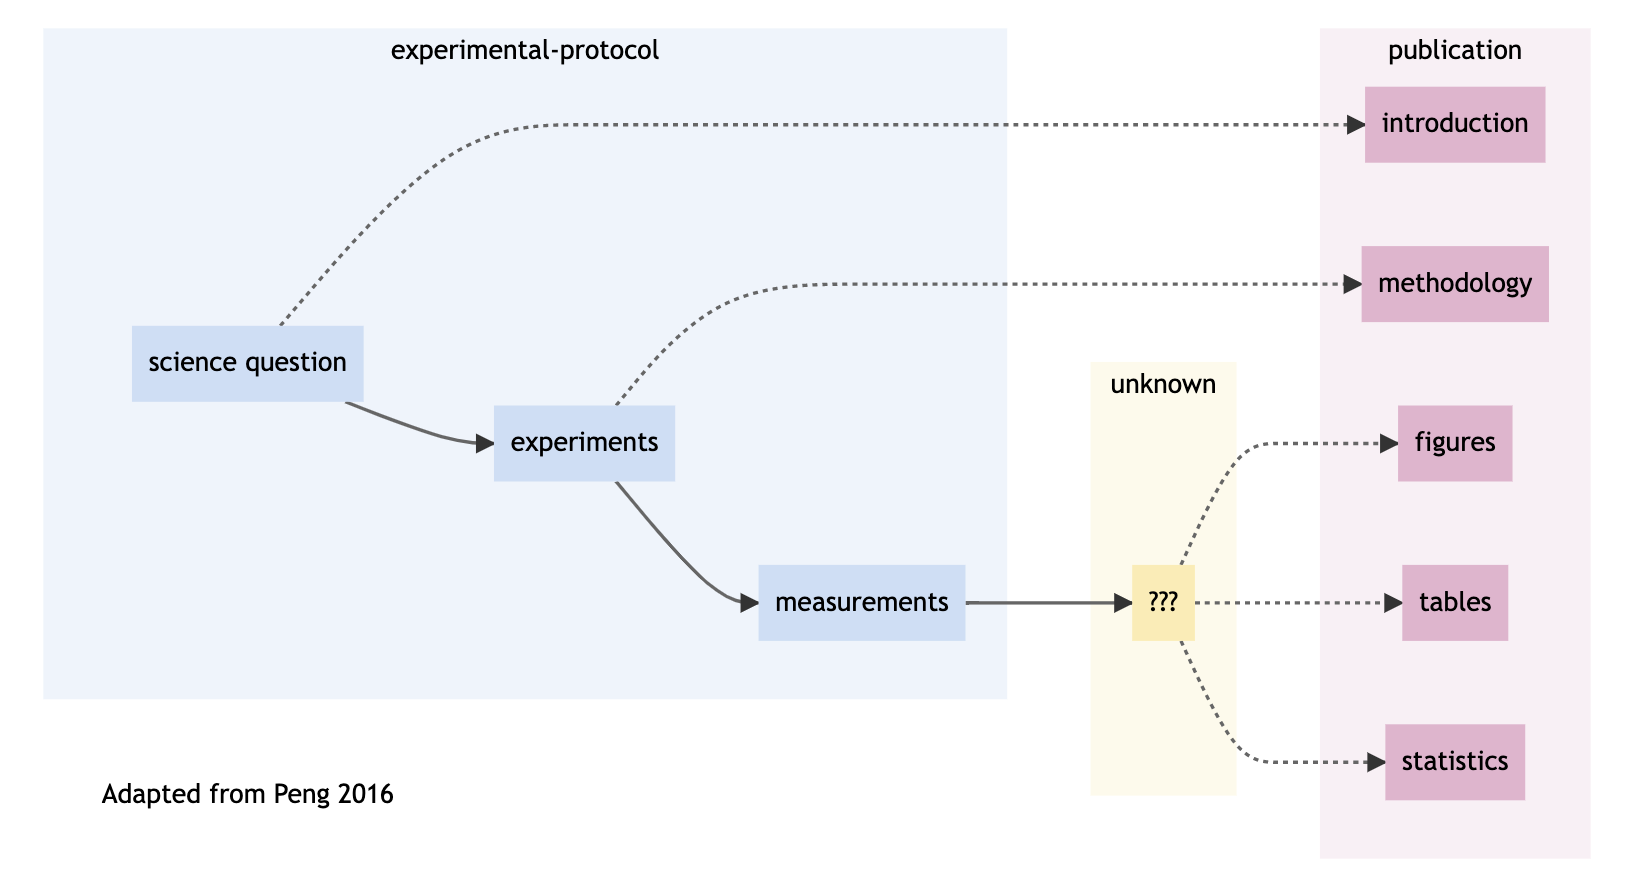 experimental-protocol
publication
introduction
methodology
science question
unknown
experiments
figures
measurements
???
tables
statistics
Adapted from Peng 2016